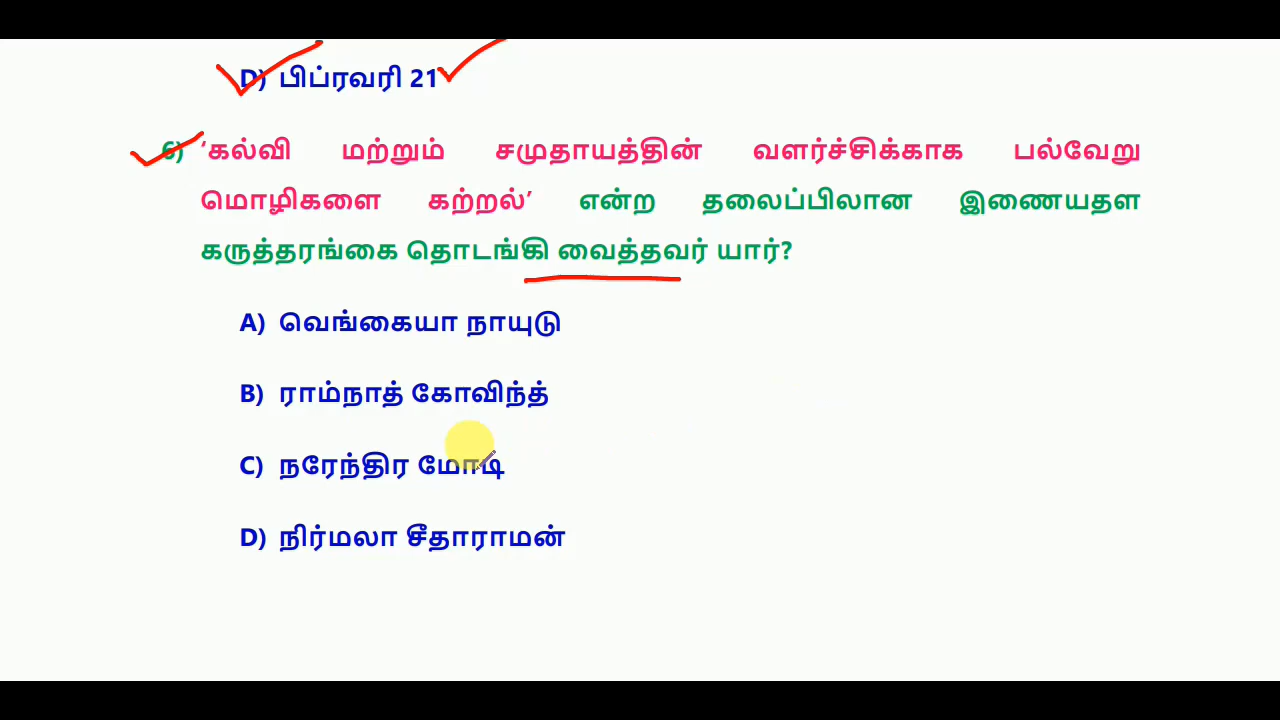 D) பிப்ரவரி 21
6) ‘கல்வி மற்றும் சமுதாயத்தின் வளர்ச்சிக்காக பல்வேறு
மொழிகளை கற்றல்’ என்ற தலைப்பிலான இணையதள
கருத்தரங்கை தொடங்கி வைத்தவர் யார்?
A) வெங்கையா நாயுடு
B) ராம்நாத் கோவிந்த்
C) நரேந்திர மோடி
D) நிர்மலா சீதாராமன்